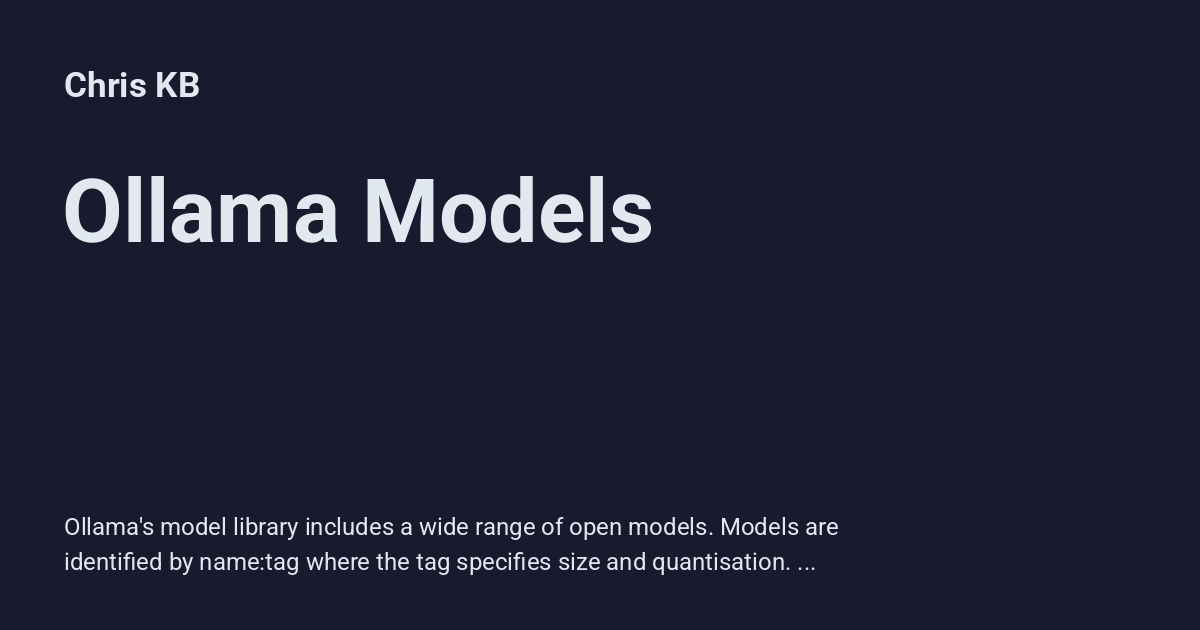 Chris KB
Ollama Models
Ollama's model library includes a wide range of open models. Models are
identified by name:tag where the tag specifies size and quantisation. ...